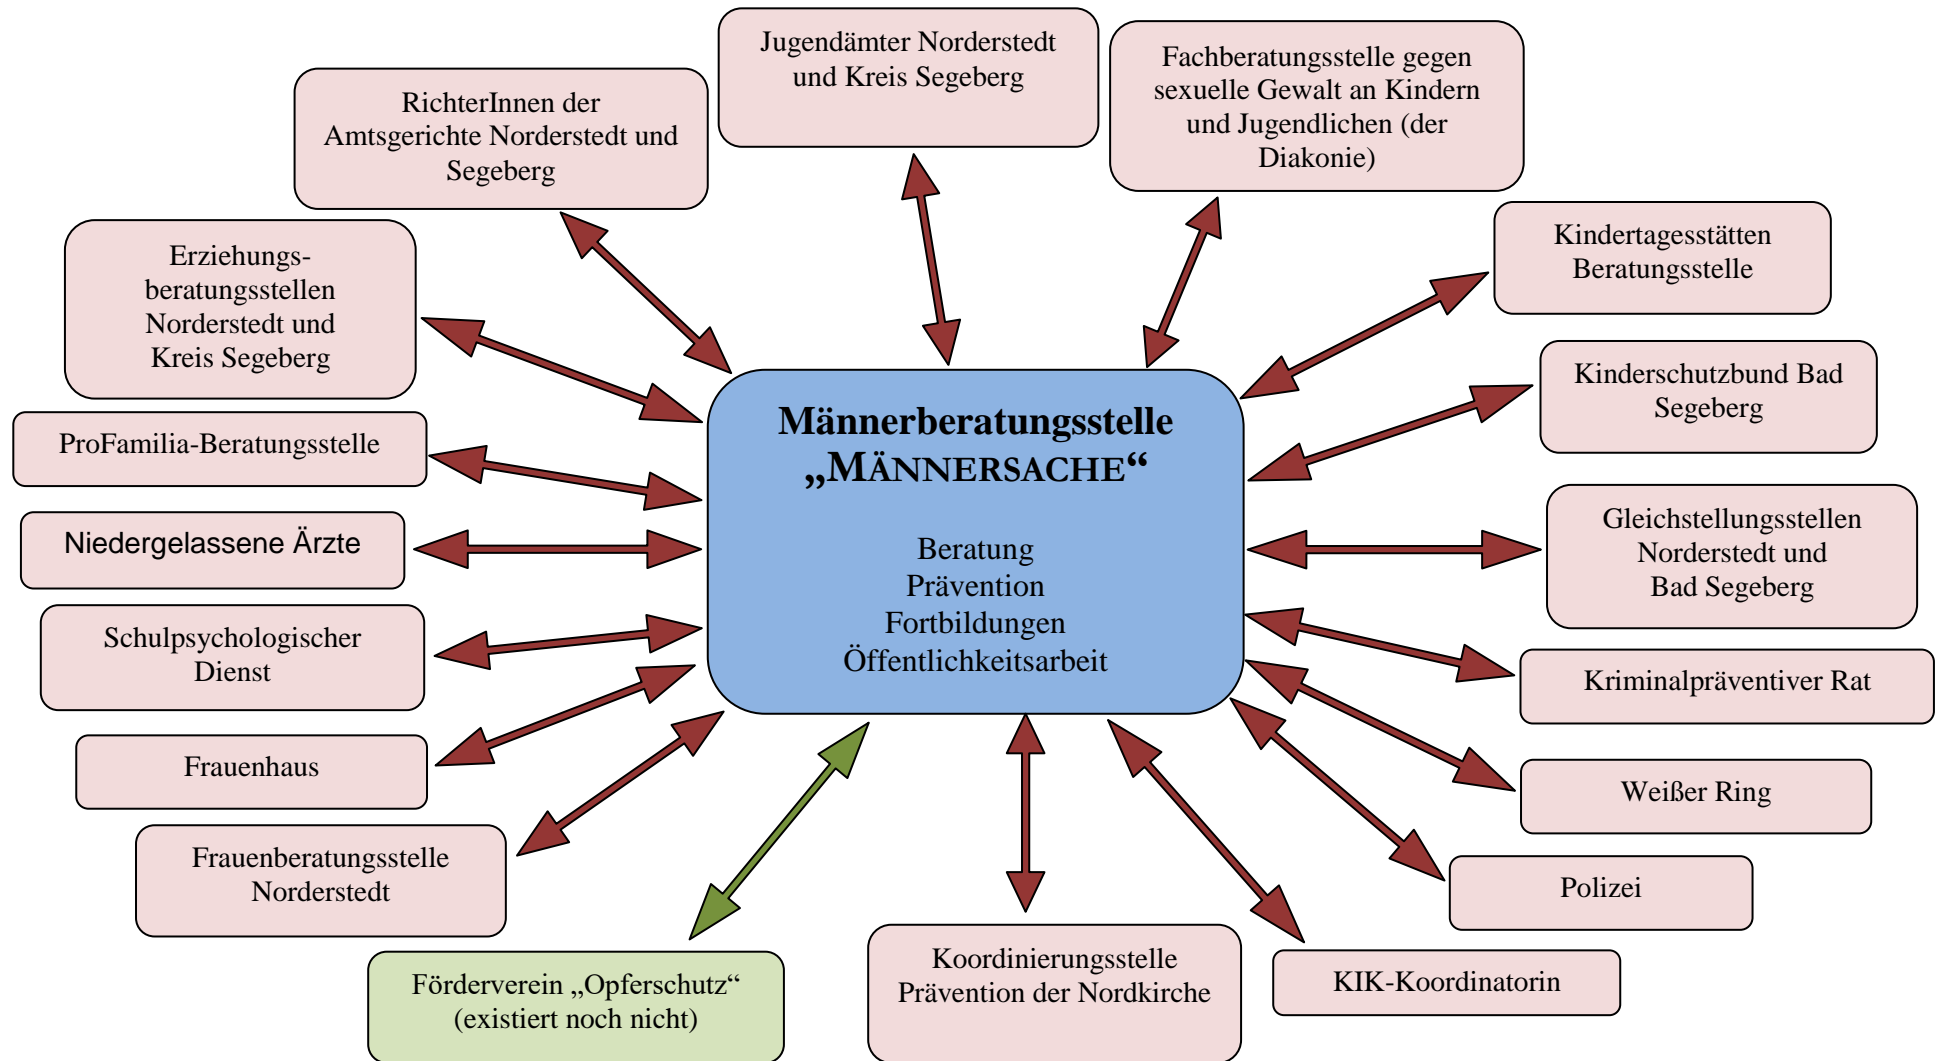 Jugendämter Norderstedt
und Kreis Segeberg
Fachberatungsstelle gegen
sexuelle Gewalt an Kindern
und Jugendlichen (der
Diakonie)
RichterInnen der
Amtsgerichte Norderstedt und
Segeberg
Kindertagesstätten
Beratungsstelle
Erziehungs-
beratungsstellen
Norderstedt und
Kreis Segeberg
Kinderschutzbund Bad
Segeberg
Männerberatungsstelle
„MÄNNERSACHE“
Beratung
Prävention
Fortbildungen
Öffentlichkeitsarbeit
ProFamilia-Beratungsstelle
Niedergelassene Ärzte
Gleichstellungsstellen
Norderstedt und
Bad Segeberg
Schulpsychologischer
Dienst
Kriminalpräventiver Rat
Frauenhaus
Weißer Ring
Frauenberatungsstelle
Norderstedt
Polizei
Förderverein „Opferschutz“
(existiert noch nicht)
Koordinierungsstelle
Prävention der Nordkirche
KIK-Koordinatorin